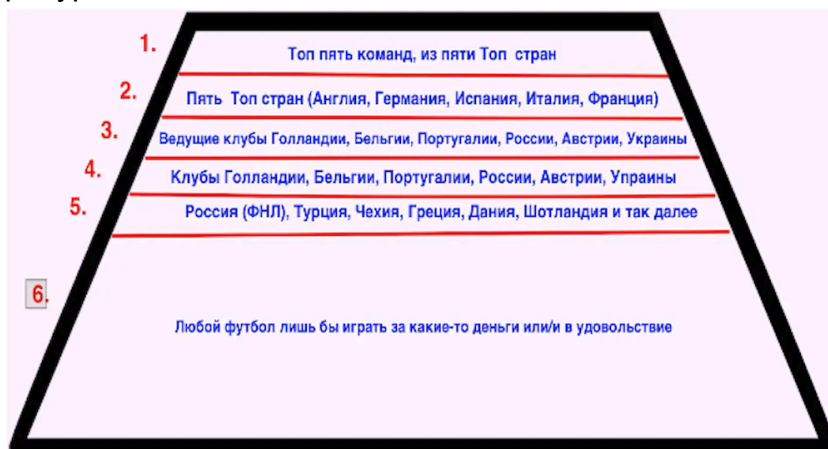 1. Топ пять команд, из пяти Топ стран
2. Пять Топ стран (Англия, Германия, Испания, Италия, Франция)
3. Ведущие клубы Голландии, Бельгии, Португалии, России, Австрии, Украины
4. Клубы Голландии, Бельгии, Португалии, России, Австрии, Упраины
5. Россия (ФНЛ), Турция, Чехия, Греция, Дания, Шотландия и так далее
6. Любой футбол лишь бы играть за какие-то деньги или/и в удовольствие